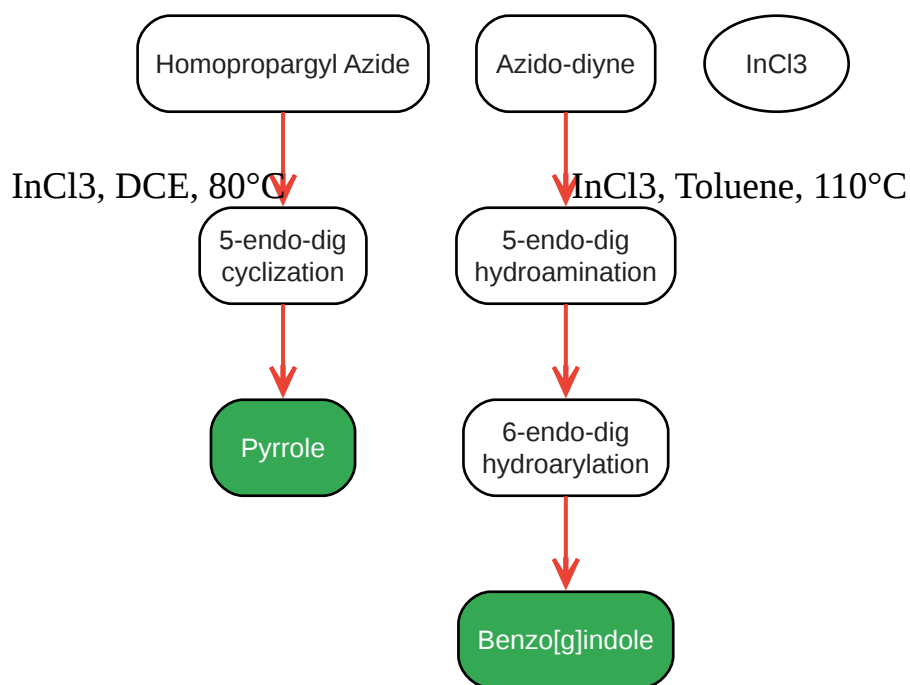 Homopropargyl Azide
Azido-diyne
InCl3
InCl3, DCE, 80°C
InCl3, Toluene, 110°C
5-endo-dig
cyclization
5-endo-dig
hydroamination
Pyrrole
6-endo-dig
hydroarylation
Benzo[g]indole